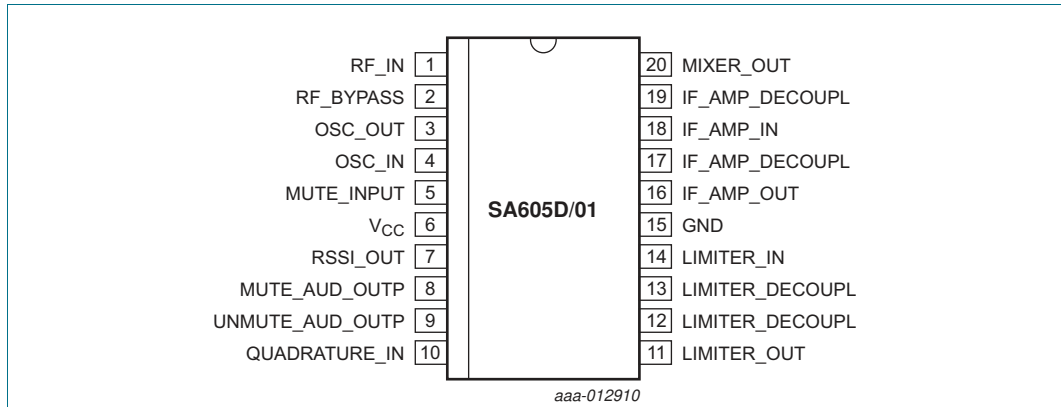 RF_IN 1
RF_BYPASS 2
OSC_OUT 3
OSC_IN 4
MUTE_INPUT 5
VCC 6
RSSI_OUT 7
MUTE_AUD_OUTP 8
UNMUTE_AUD_OUTP 9
QUADRATURE_IN 10
SA605D/01
20 MIXER_OUT
19 IF_AMP_DECOUPL
18 IF_AMP_IN
17 IF_AMP_DECOUPL
16 IF_AMP_OUT
15 GND
14 LIMITER_IN
13 LIMITER_DECOUPL
12 LIMITER_DECOUPL
11 LIMITER_OUT
aaa-012910